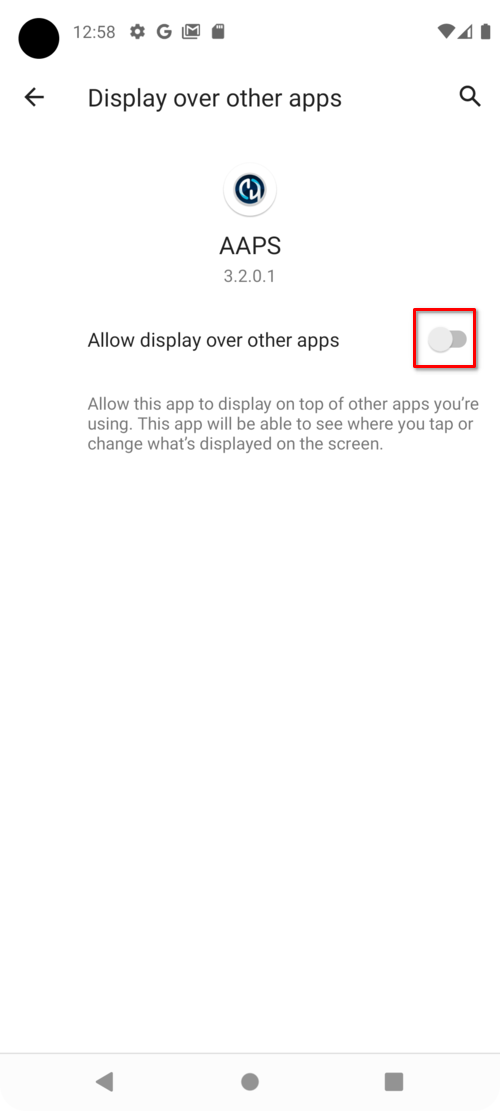 12:58
Display over other apps
AAPS
3.2.0.1
Allow display over other apps
Allow this app to display on top of other apps you’re
using. This app will be able to see where you tap or
change what’s displayed on the screen.